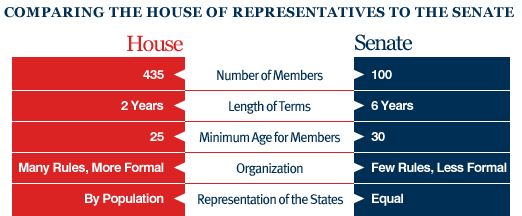 COMPARING THE HOUSE OF REPRESENTATIVES TO THE SENATE
House Senate
435 Number of Members 100
2 Years Length of Terms 6 Years
25 Minimum Age for Members 30
Many Rules, More Formal Organization Few Rules, Less Formal
By Population Representation of the States Equal